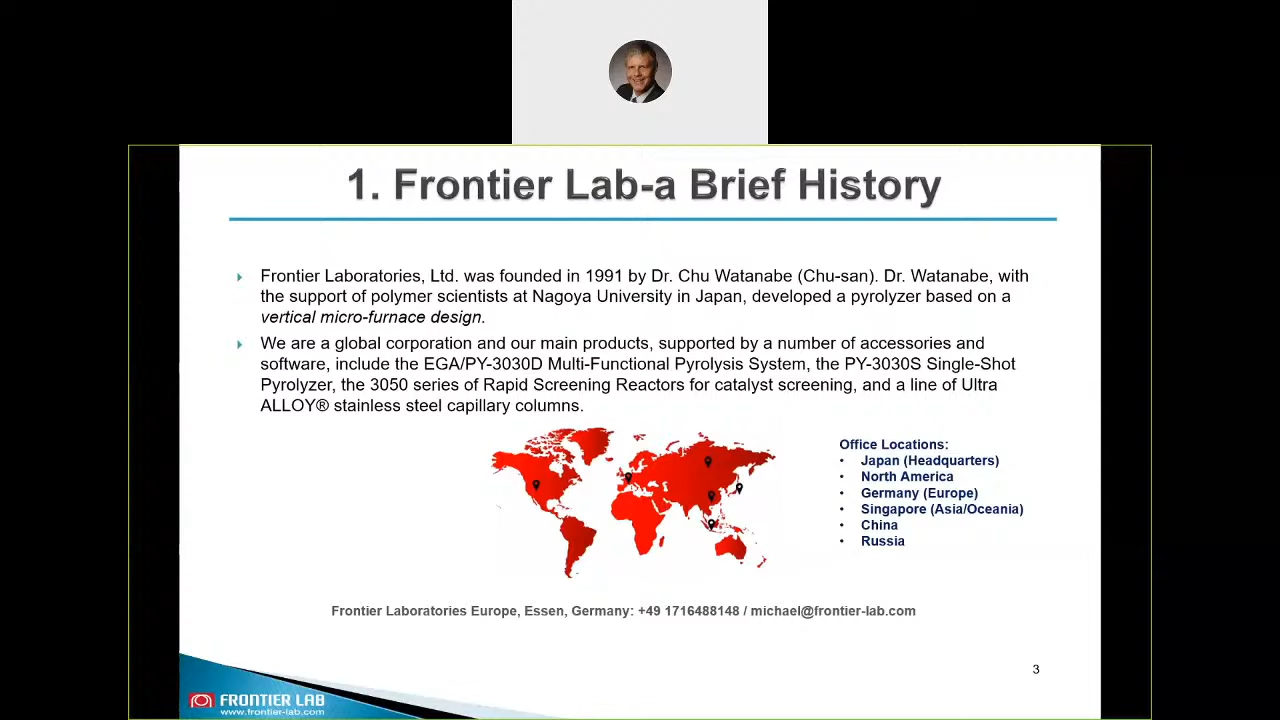 1. Frontier Lab-a Brief History
Frontier Laboratories, Ltd. was founded in 1991 by Dr. Chu Watanabe (Chu-san). Dr. Watanabe, with
the support of polymer scientists at Nagoya University in Japan, developed a pyrolyzer based on a
vertical micro-furnace design.
We are a global corporation and our main products, supported by a number of accessories and
software, include the EGA/PY-3030D Multi-Functional Pyrolysis System, the PY-3030S Single-Shot
Pyrolyzer, the 3050 series of Rapid Screening Reactors for catalyst screening, and a line of Ultra
ALLOY® stainless steel capillary columns.
Office Locations:
• Japan (Headquarters)
• North America
• Germany (Europe)
• Singapore (Asia/Oceania)
• China
• Russia
Frontier Laboratories Europe, Essen, Germany: +49 1716488148 / michael@frontier-lab.com
3
FRONTIER LAB
www.frontier-lab.com